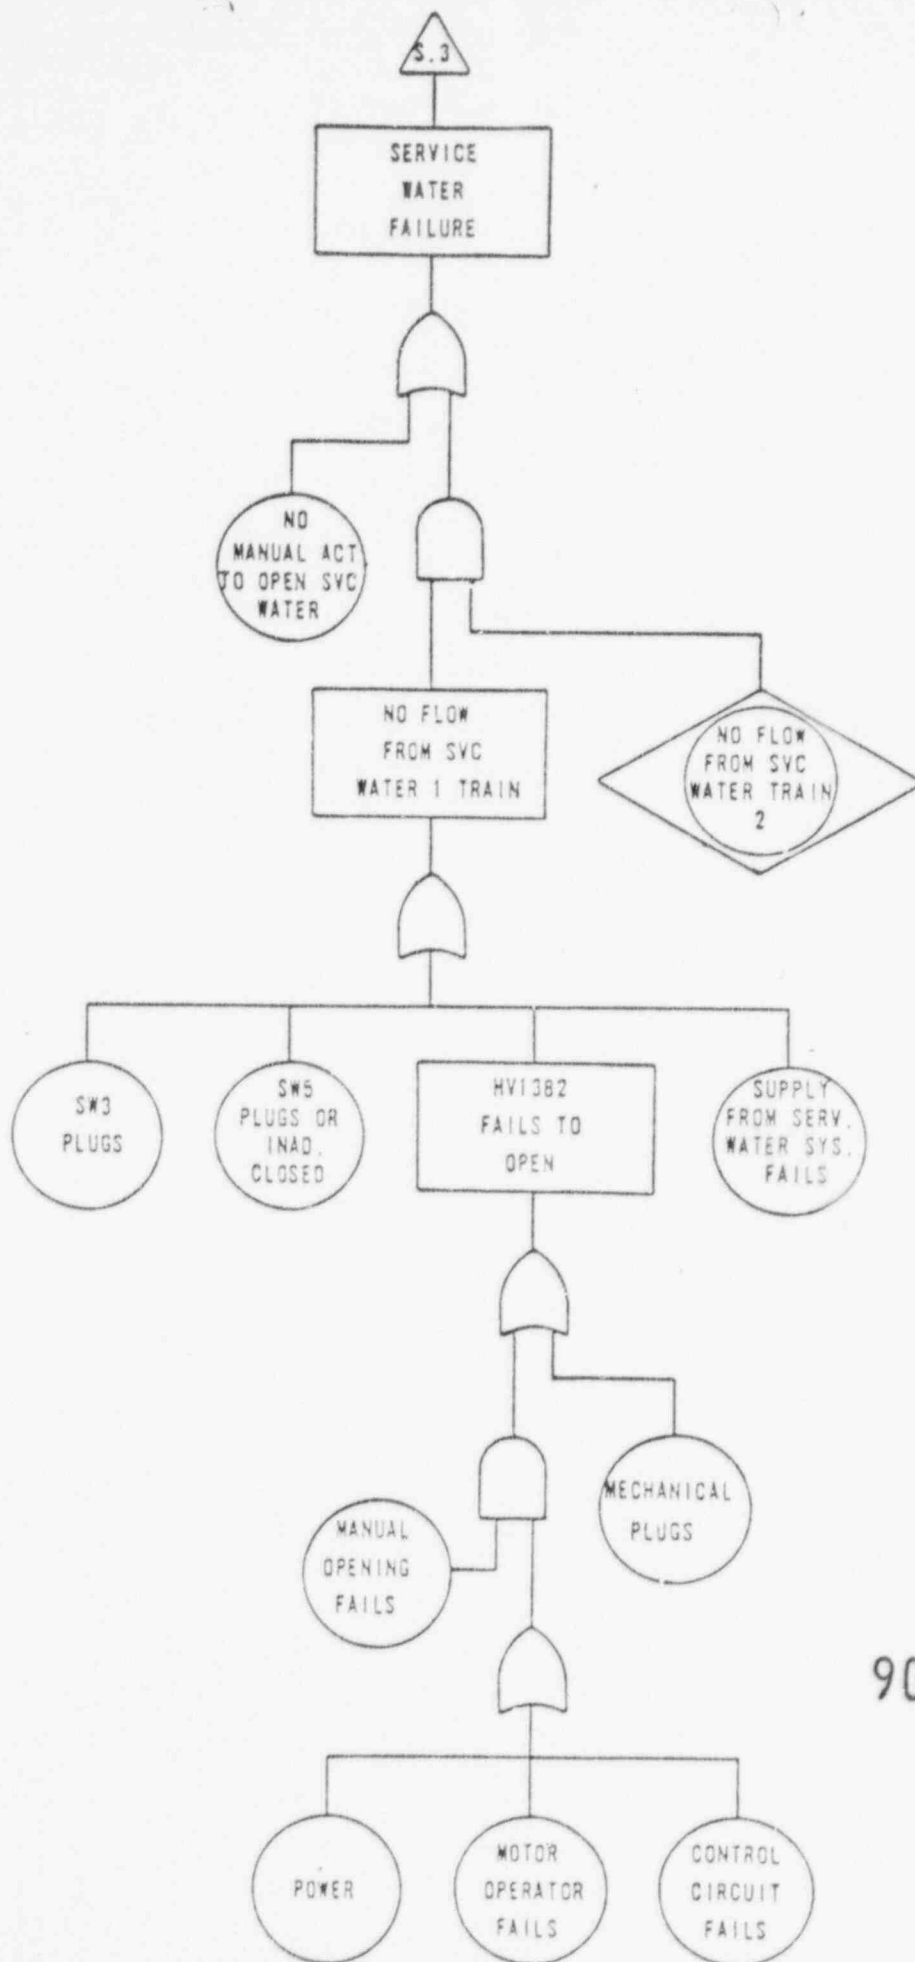 S.3
SERVICE
WATER
FAILURE
NO
MANUAL ACT
TO OPEN SVC
WATER
NO FLOW
FROM SVC
WATER 1 TRAIN
NO FLOW
FROM SVC
WATER TRAIN
2
SW3
PLUGS
SW5
PLUGS OR
INAD.
CLOSED
HV1382
FAILS TO
OPEN
SUPPLY
FROM SERV.
WATER SYS.
FAILS
MECHANICAL
PLUGS
MANUAL
OPENING
FAILS
90
POWER
MOTOR
OPERATOR
FAILS
CONTROL
CIRCUIT
FAILS